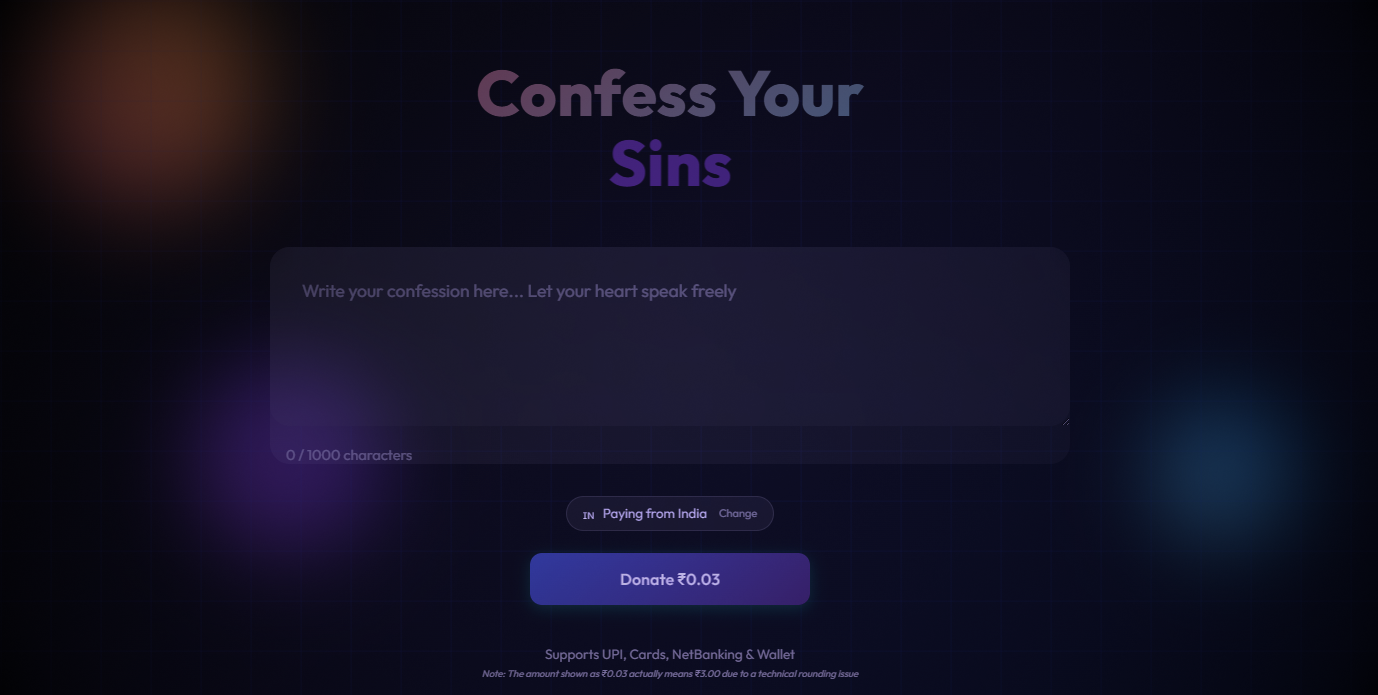 Confess Your
Sins
Write your confession here... Let your heart speak freely
0 / 1000 characters
IN Paying from India Change
Donate ₹0.03
Supports UPI, Cards, NetBanking & Wallet
Note: The amount shown as ₹0.03 actually means ₹3.00 due to a technical rounding issue